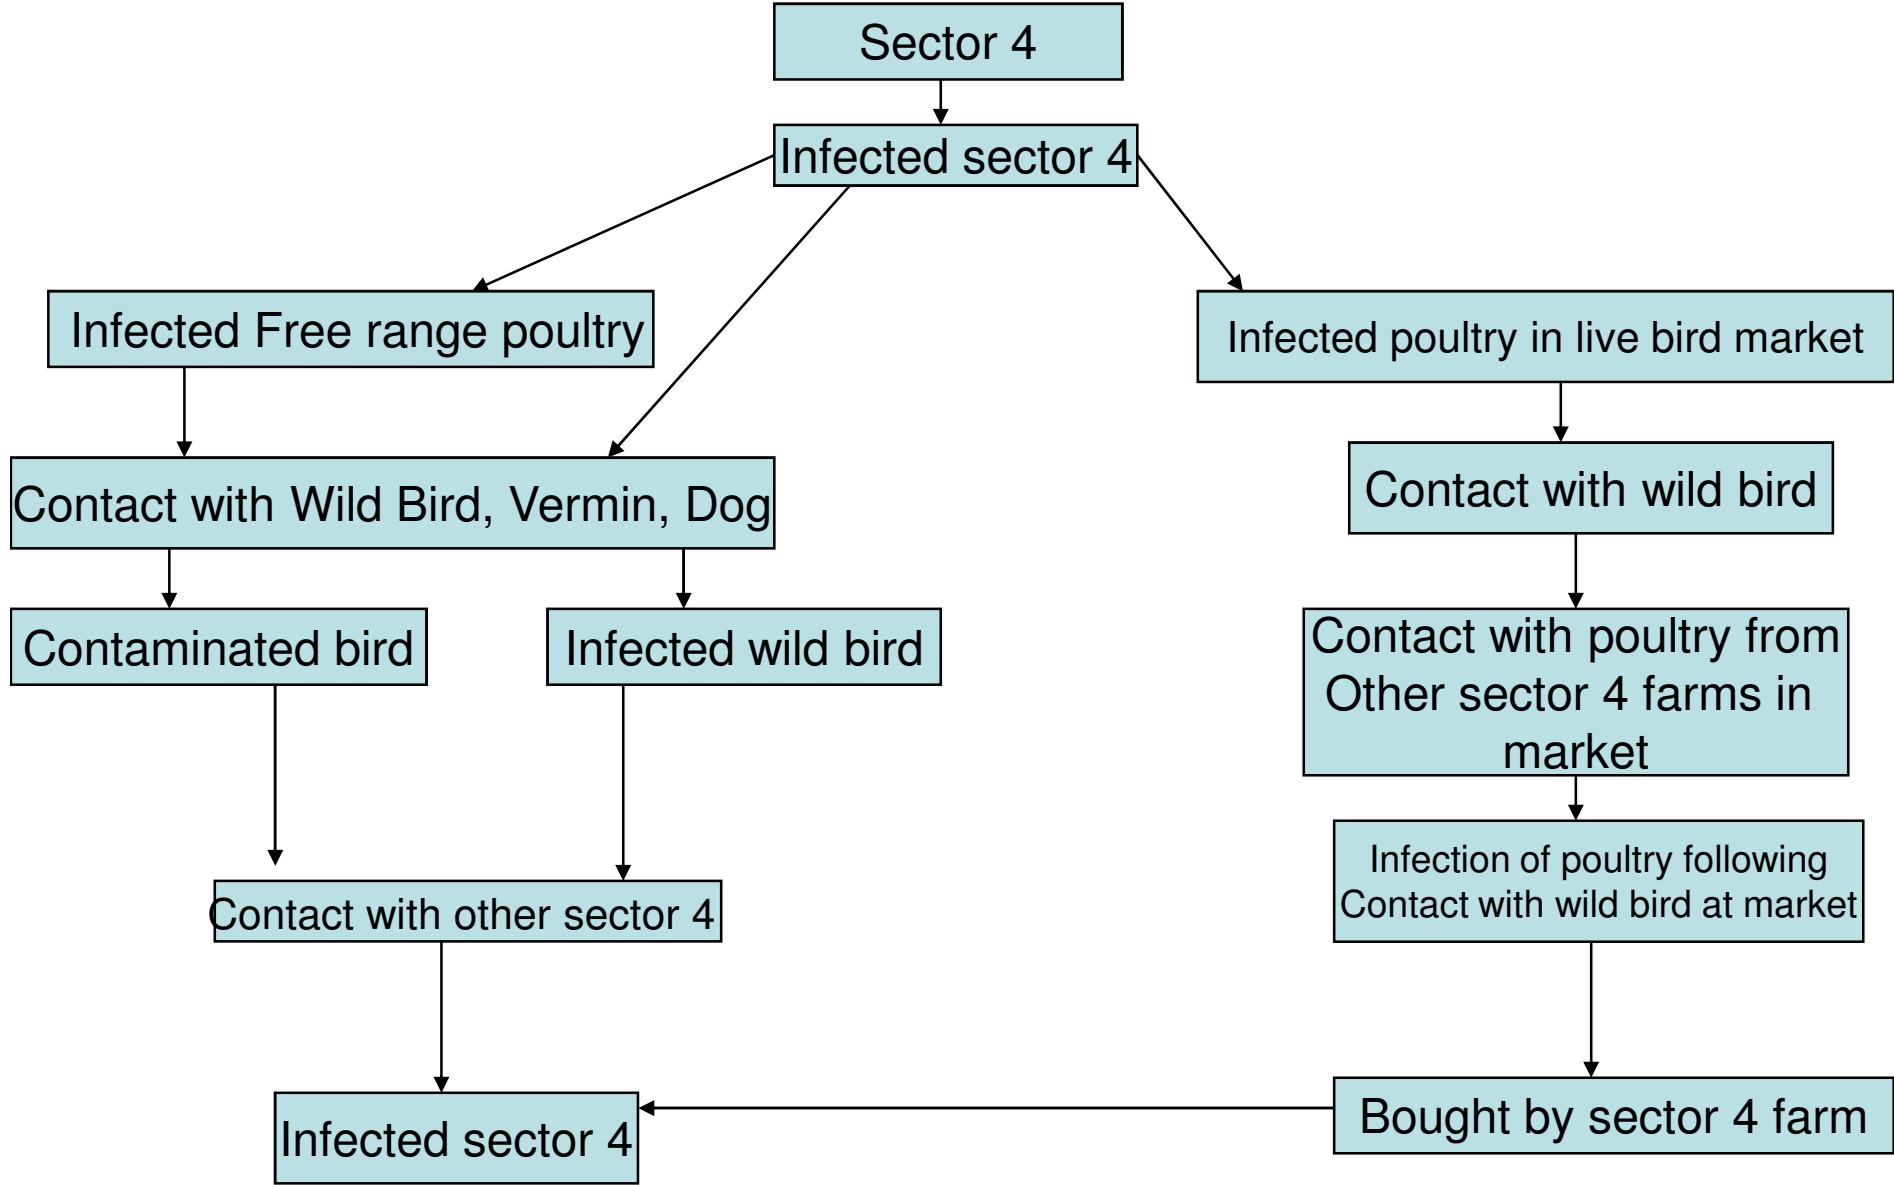 Sector 4
Infected sector 4
Infected Free range poultry
Infected poultry in live bird market
Contact with Wild Bird, Vermin, Dog
Contact with wild bird
Contaminated bird
Infected wild bird
Contact with poultry from
Other sector 4 farms in
market
Infection of poultry following
Contact with wild bird at market
Contact with other sector 4
Infected sector 4
Bought by sector 4 farm